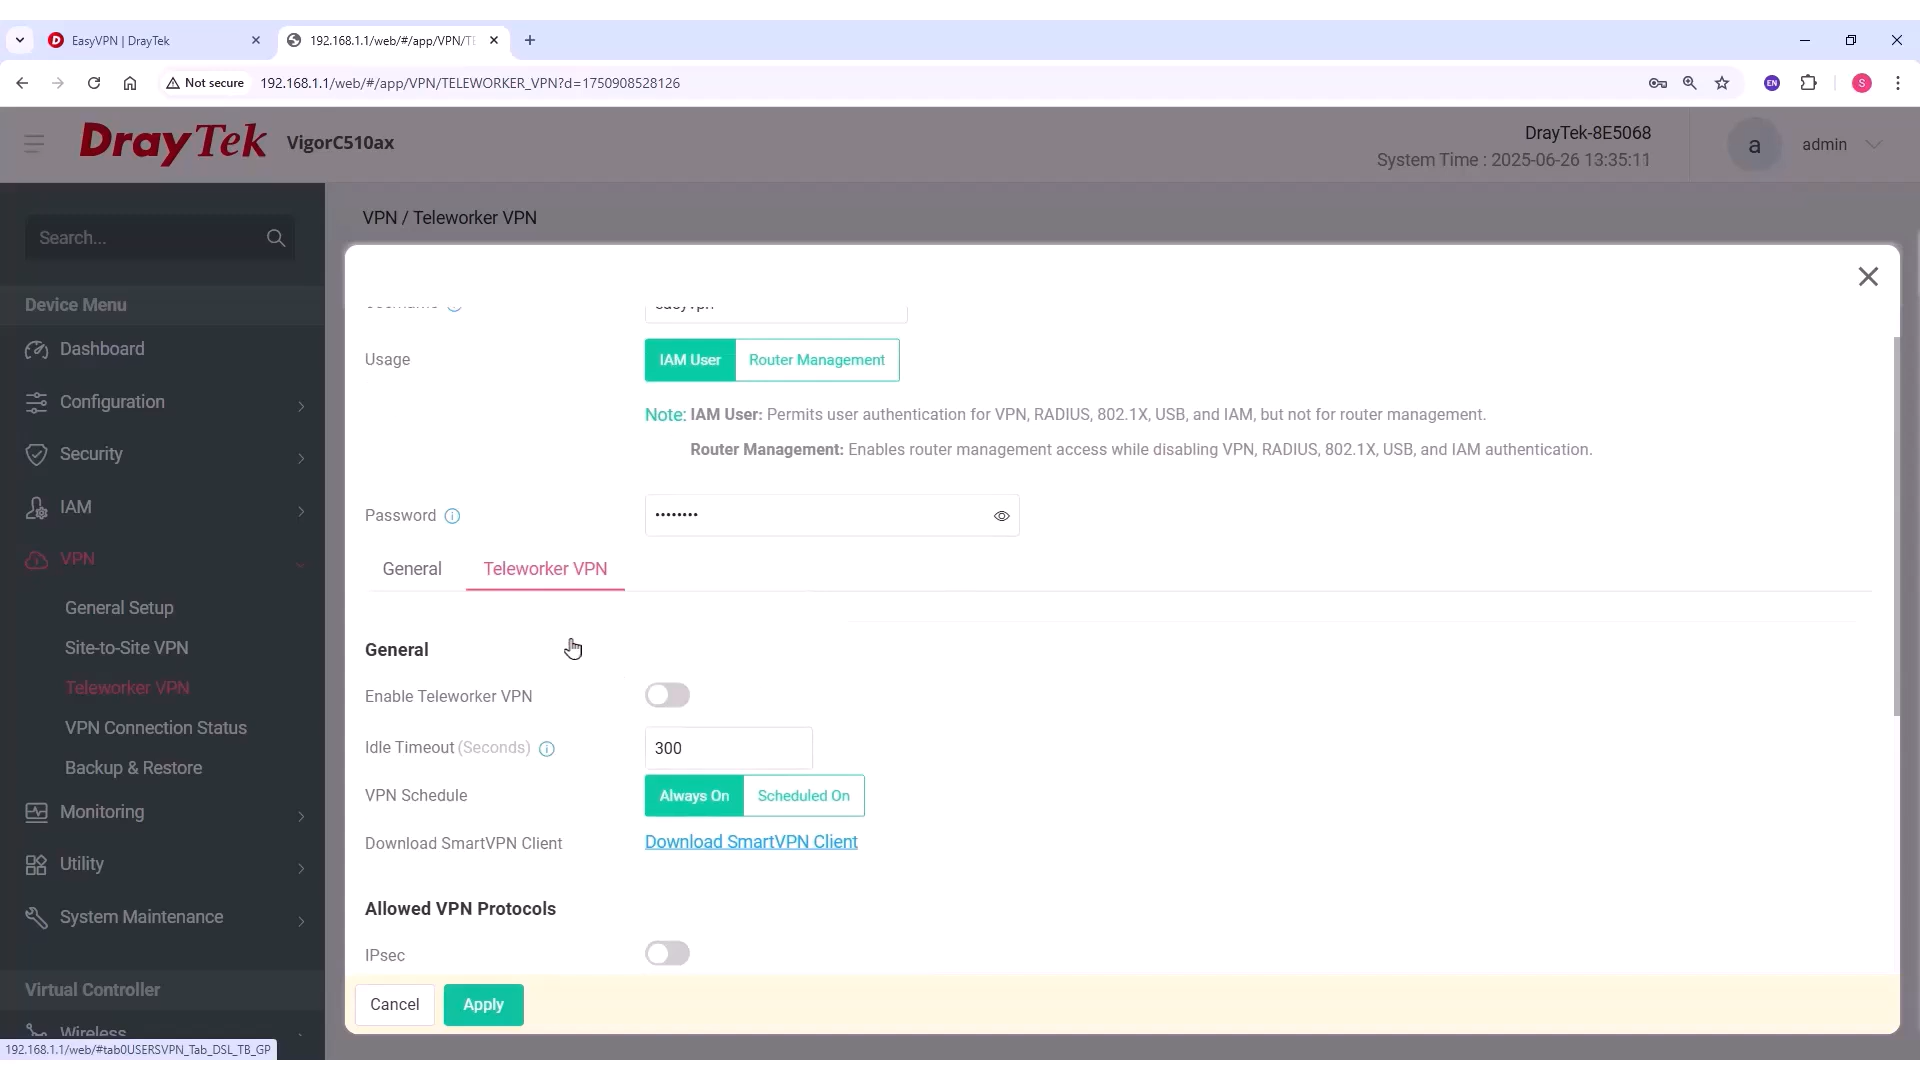 EasyVPN | DrayTek
192.168.1.1/web/#/app/VPN/TE
Not secure
192.168.1.1/web/#/app/VPN/TELEWORKER_VPN?d=1750908528126
EN
S
DrayTek
VigorC510ax
DrayTek-8E5068
System Time : 2025-06-26 13:35:11
a
admin
Search...
Device Menu
Dashboard
Configuration
Security
IAM
VPN
General Setup
Site-to-Site VPN
Teleworker VPN
VPN Connection Status
Backup & Restore
Monitoring
Utility
System Maintenance
Virtual Controller
Wireless
VPN / Teleworker VPN
Username
easyvpn
Usage
IAM User
Router Management
Note: IAM User: Permits user authentication for VPN, RADIUS, 802.1X, USB, and IAM, but not for router management.
Router Management: Enables router management access while disabling VPN, RADIUS, 802.1X, USB, and IAM authentication.
Password
••••••••
General
Teleworker VPN
General
Enable Teleworker VPN
Idle Timeout (Seconds)
300
VPN Schedule
Always On
Scheduled On
Download SmartVPN Client
Download SmartVPN Client
Allowed VPN Protocols
IPsec
Cancel
Apply
192.168.1.1/web/#tab0USERSVPN_Tab_DSL_TB_GP